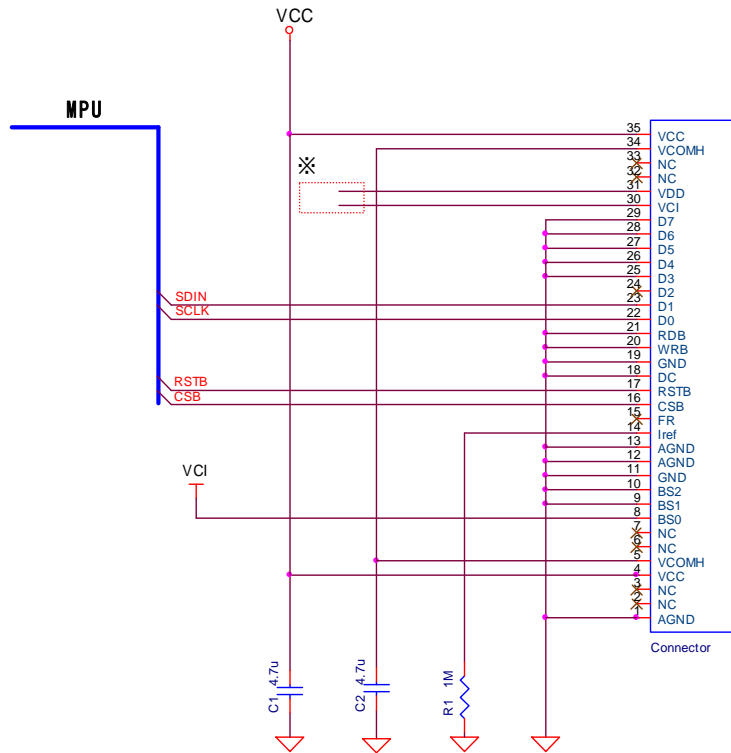 VCC
MPU
※
35 VCC
34 VCOMH
33 NC
32 NC
31 VDD
30 VCI
29 D7
28 D6
27 D5
26 D4
25 D3
24 D2
SDIN 23 D1
SCLK 22 D0
21 RDB
20 WRB
19 GND
18 DC
RSTB 17 RSTB
CSB 16 CSB
15 FR
14 Iref
13 AGND
12 AGND
11 GND
VCI
10 BS2
9 BS1
8 BS0
7 NC
6 NC
5 VCOMH
4 VCC
3 NC
2 NC
1 AGND
Connector
C1 4.7u
C2 4.7u
R1 1M